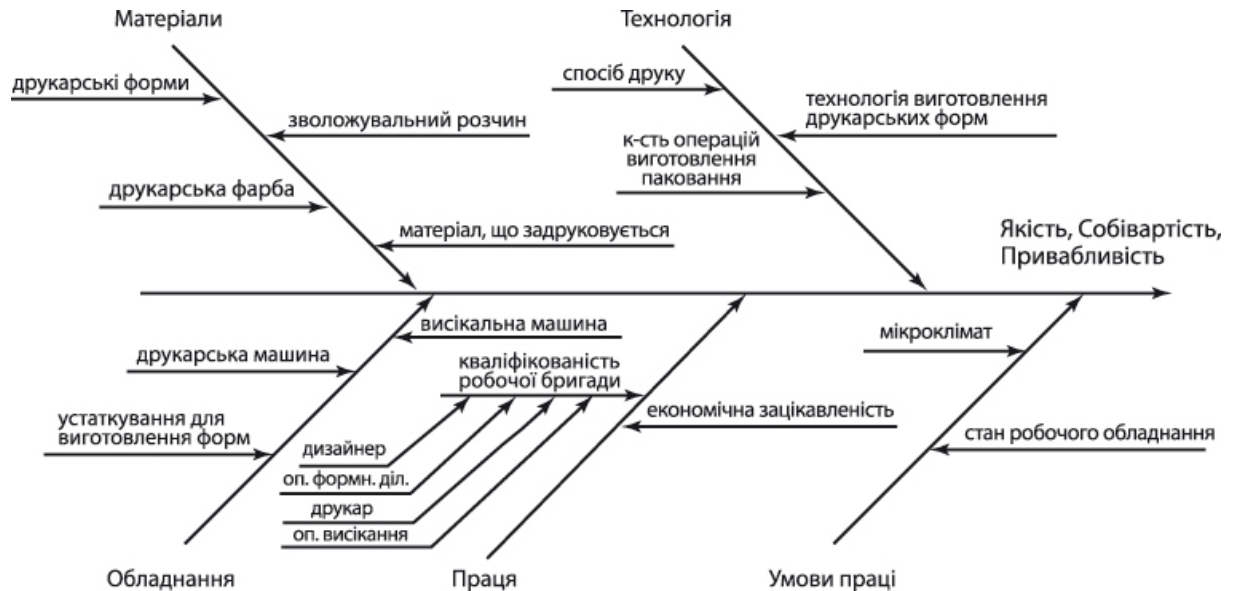 Матеріали
Технологія
друкарські форми
спосіб друку
зволожувальний розчин
технологія виготовлення
друкарських форм
к-сть операцій
виготовлення
паковання
друкарська фарба
матеріал, що задруковується
Якість, Собівартість,
Привабливість
висікальна машина
мікроклімат
друкарська машина
кваліфікованість
робочої бригади
економічна зацікавленість
устаткування для
виготовлення форм
стан робочого обладнання
дизайнер
оп. формн. діл.
друкар
оп. висікання
Обладнання
Праця
Умови праці